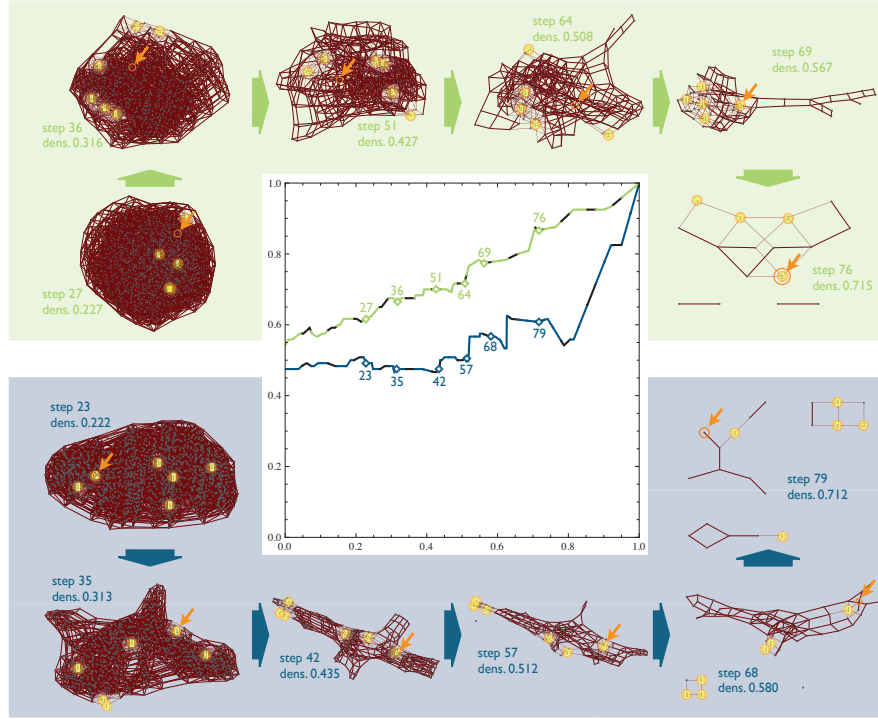 step 64
dens. 0.508
step 69
dens. 0.567
step 36
dens. 0.316
step 51
dens. 0.427
step 27
dens. 0.227
step 76
dens. 0.715
1.0
0.8
0.6
0.4
0.2
0.0
0.0
0.2
0.4
0.6
0.8
1.0
27
36
51
64
69
76
23
35
42
57
68
79
step 23
dens. 0.222
step 79
dens. 0.712
step 35
dens. 0.313
step 42
dens. 0.435
step 57
dens. 0.512
step 68
dens. 0.580